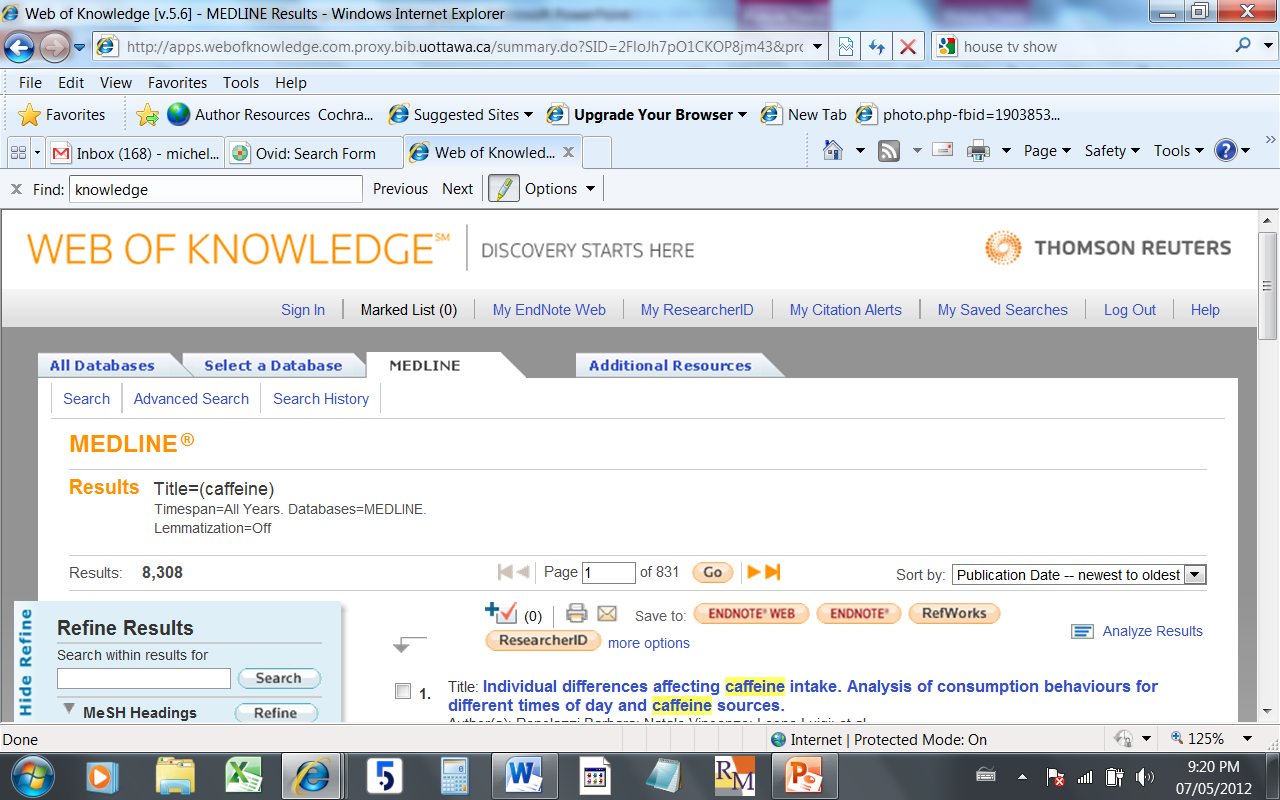 Web of Knowledge [v.5.6] - MEDLINE Results - Windows Internet Explorer
http://apps.webofknowledge.com.proxy.bib.uottawa.ca/summary.do?SID=2FIoJh7pO1CKOP8jm43&pro
house tv show
File Edit View Favorites Tools Help
Favorites Author Resources Cochra... Suggested Sites Upgrade Your Browser New Tab photo.php-fbid=1903853...
Inbox (168) - michel... Ovid: Search Form Web of Knowled... Page Safety Tools
Find: knowledge Previous Next Options
WEB OF KNOWLEDGE SM DISCOVERY STARTS HERE THOMSON REUTERS
Sign In Marked List (0) My EndNote Web My ResearcherID My Citation Alerts My Saved Searches Log Out Help
All Databases Select a Database MEDLINE Additional Resources
Search Advanced Search Search History
MEDLINE ®
Results Title=(caffeine)
Timespan=All Years. Databases=MEDLINE.
Lemmatization=Off
Results: 8,308 Page 1 of 831 Go Sort by: Publication Date -- newest to oldest
Hide Refine
Refine Results
Search within results for
Search
MeSH Headings Refine
(0) Save to: ENDNOTE® WEB ENDNOTE® RefWorks
ResearcherID more options
Analyze Results
1. Title: Individual differences affecting caffeine intake. Analysis of consumption behaviours for
different times of day and caffeine sources.
Done Internet | Protected Mode: On 125%
5 W RM P
9:20 PM
07/05/2012